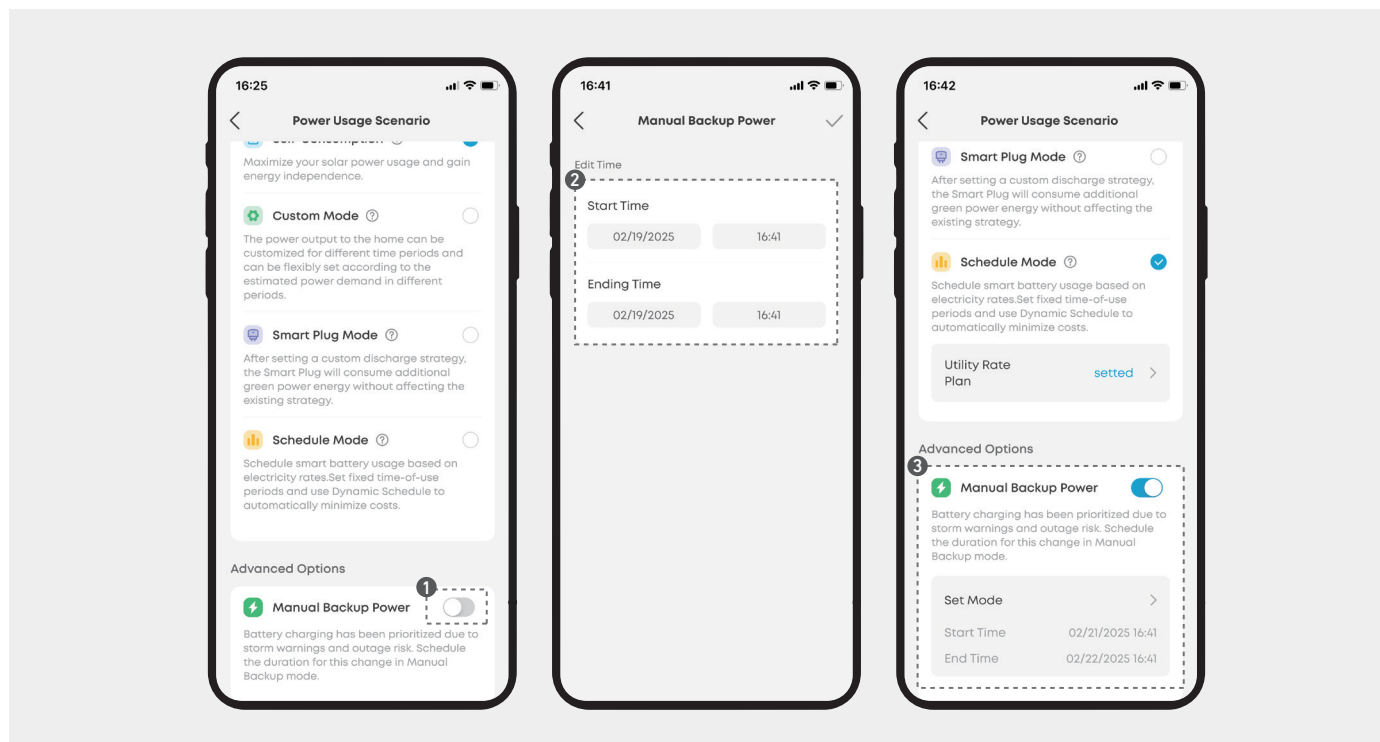 16:25
Power Usage Scenario
Self-Consumption ?
Maximize your solar power usage and gain
energy independence.
Custom Mode ?
The power output to the home can be
customized for different time periods and
can be flexibly set according to the
estimated power demand in different
periods.
Smart Plug Mode ?
After setting a custom discharge strategy,
the Smart Plug will consume additional
green power energy without affecting the
existing strategy.
Schedule Mode ?
Schedule smart battery usage based on
electricity rates.Set fixed time-of-use
periods and use Dynamic Schedule to
automatically minimize costs.
Advanced Options
1
Manual Backup Power
Battery charging has been prioritized due to
storm warnings and outage risk. Schedule
the duration for this change in Manual
Backup mode.
16:41
Manual Backup Power
Edit Time
2
Start Time
02/19/2025 16:41
Ending Time
02/19/2025 16:41
16:42
Power Usage Scenario
Smart Plug Mode ?
After setting a custom discharge strategy,
the Smart Plug will consume additional
green power energy without affecting the
existing strategy.
Schedule Mode ?
Schedule smart battery usage based on
electricity rates.Set fixed time-of-use
periods and use Dynamic Schedule to
automatically minimize costs.
Utility Rate
Plan
setted
Advanced Options
3
Manual Backup Power
Battery charging has been prioritized due to
storm warnings and outage risk. Schedule
the duration for this change in Manual
Backup mode.
Set Mode
Start Time 02/21/2025 16:41
End Time 02/22/2025 16:41